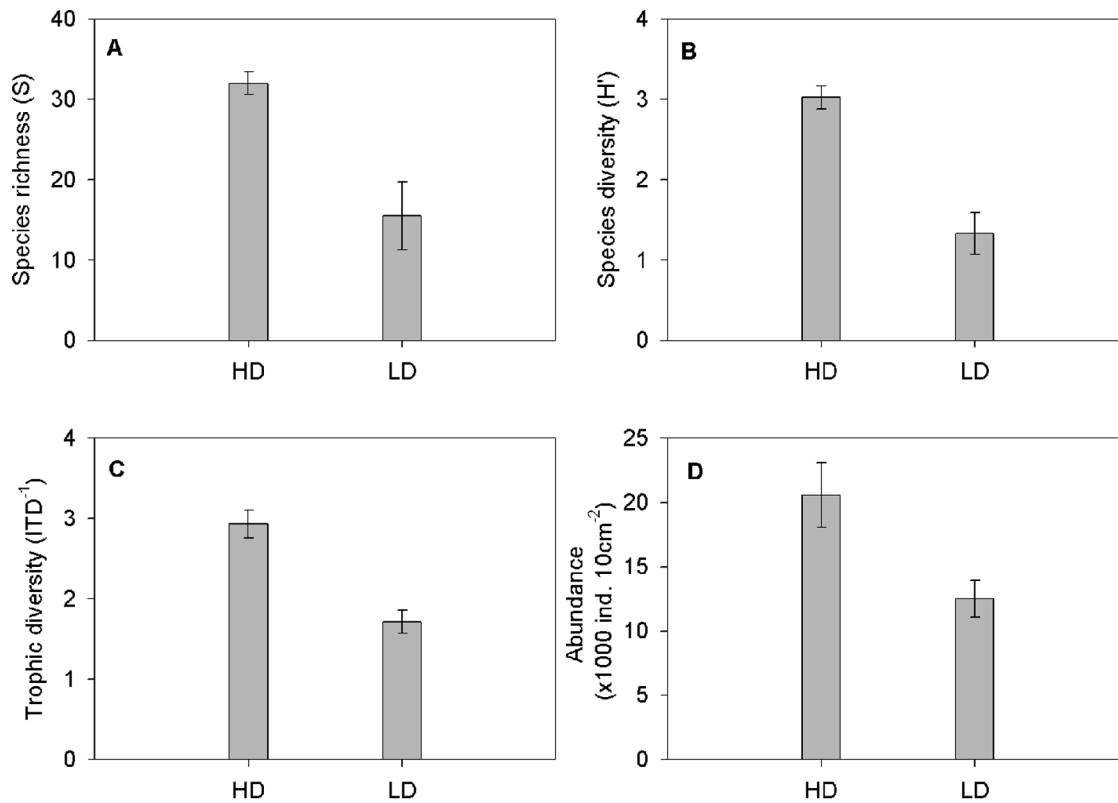 A
Species richness (S)
40
30
20
10
0
HD LD
B
Species diversity (H')
4
3
2
1
0
HD LD
C
Trophic diversity (ITD⁻¹)
4
3
2
1
0
HD LD
D
Abundance
(x1000 ind. 10cm⁻²)
25
20
15
10
5
0
HD LD